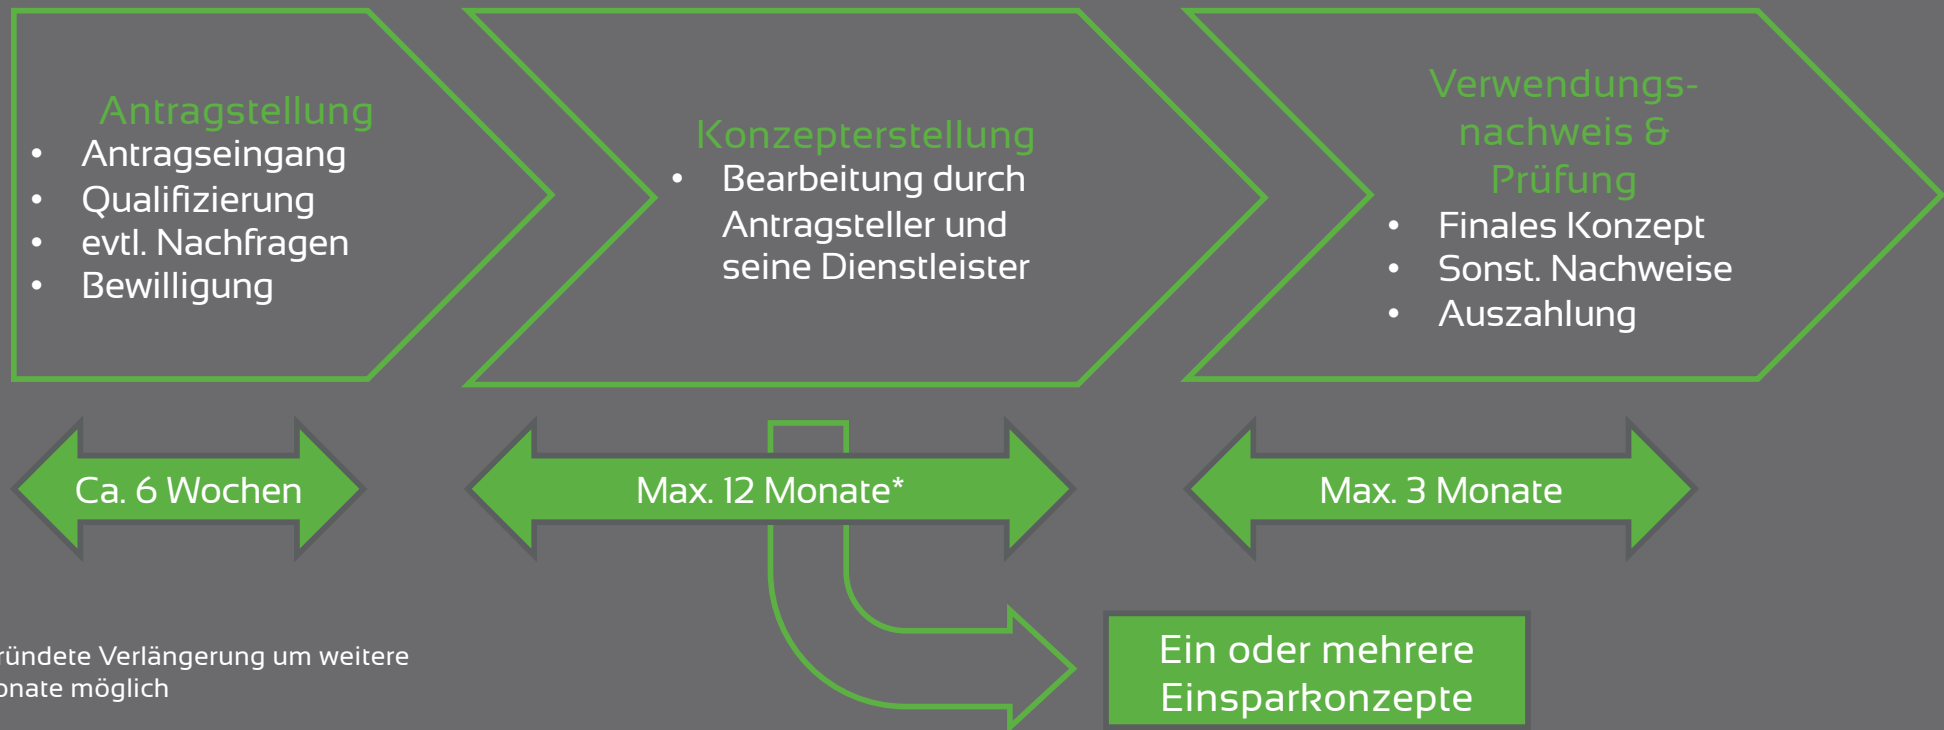 Antragstellung
• Antragseingang
• Qualifizierung
• evtl. Nachfragen
• Bewilligung
Konzepterstellung
• Bearbeitung durch
Antragsteller und
seine Dienstleister
Verwendungs-
nachweis &
Prüfung
• Finales Konzept
• Sonst. Nachweise
• Auszahlung
Ca. 6 Wochen
Max. 12 Monate*
Max. 3 Monate
Verlängerung um weitere
möglich
Ein oder mehrere
Einsparkonzepte